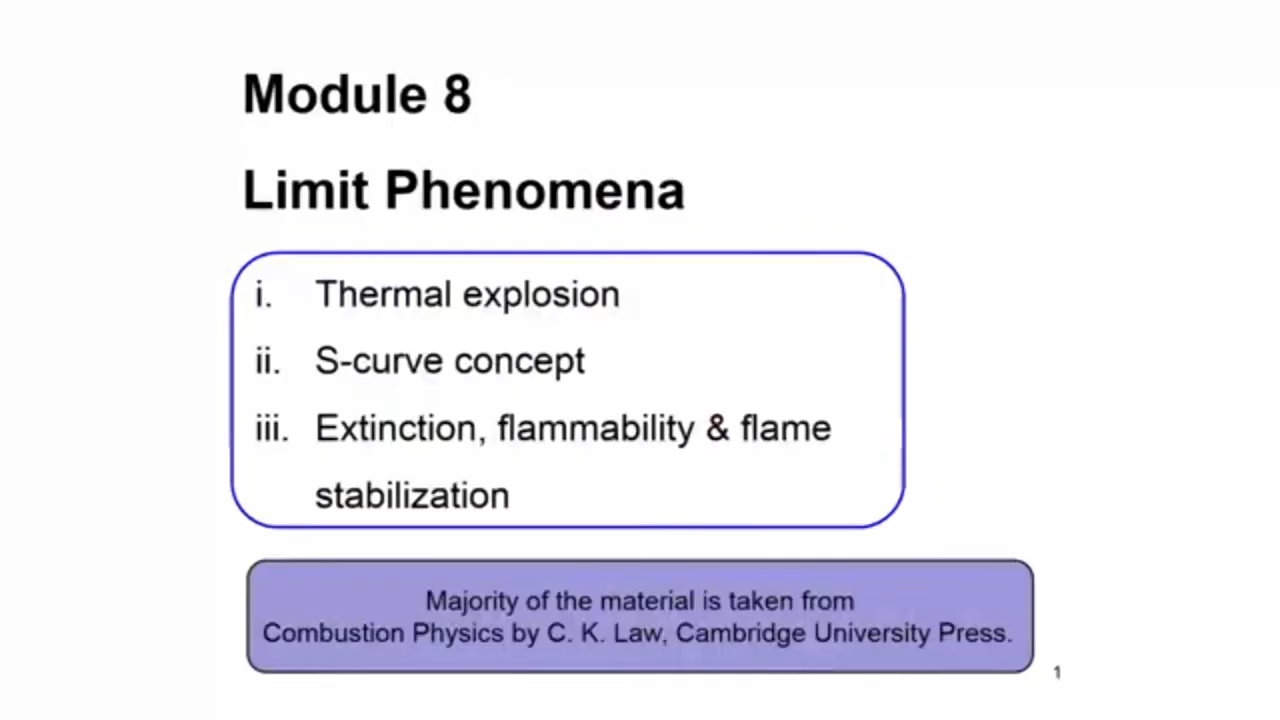 Module 8
Limit Phenomena
i. Thermal explosion
ii. S-curve concept
iii. Extinction, flammability & flame
stabilization
Majority of the material is taken from
Combustion Physics by C. K. Law, Cambridge University Press.
1